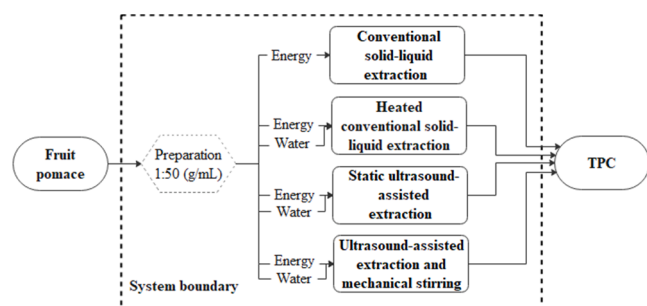 Conventional
solid-liquid
extraction
Energy
Heated
conventional solid-
liquid extraction
Energy
Water
Fruit
pomace
Preparation
1:50 (g/mL)
TPC
Static ultrasound-
assisted
extraction
Energy
Water
Ultrasound-assisted
extraction and
mechanical stirring
Energy
Water
System boundary